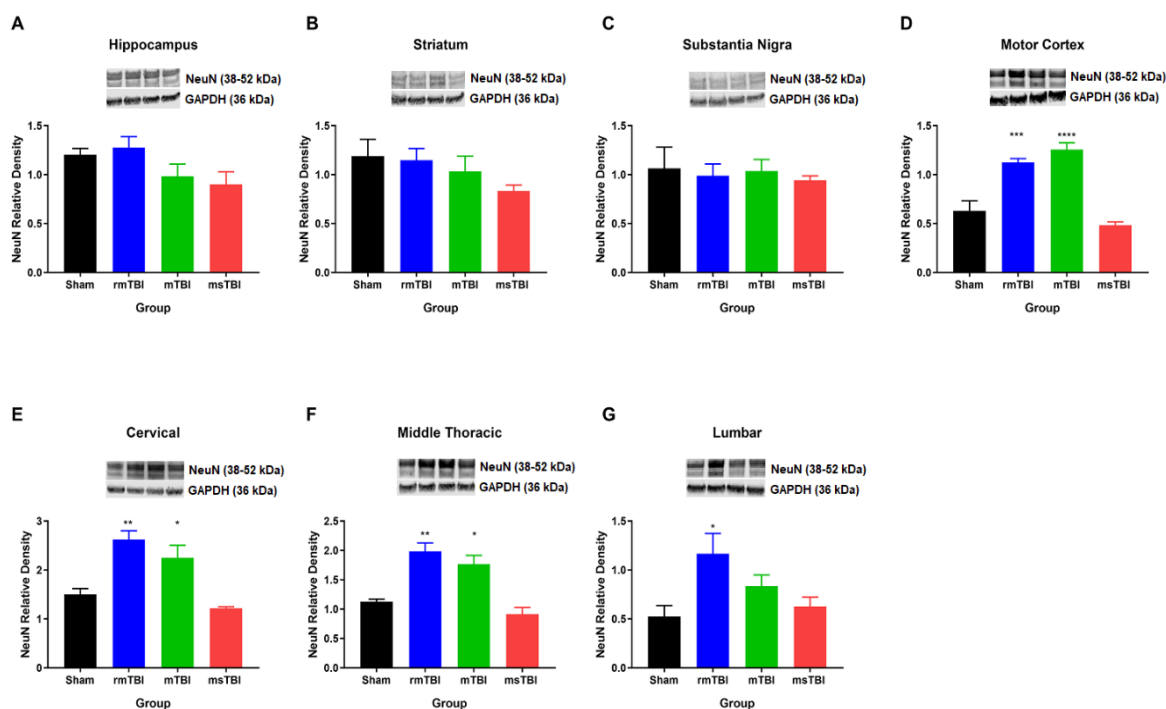 A
Hippocampus
NeuN (38-52 kDa)
GAPDH (36 kDa)
NeuN Relative Density
1.5
1.0
0.5
0.0
Sham rmTBI mTBI msTBI
Group
B
Striatum
NeuN (38-52 kDa)
GAPDH (36 kDa)
NeuN Relative Density
1.5
1.0
0.5
0.0
Sham rmTBI mTBI msTBI
Group
C
Substantia Nigra
NeuN (38-52 kDa)
GAPDH (36 kDa)
NeuN Relative Density
1.5
1.0
0.5
0.0
Sham rmTBI mTBI msTBI
Group
D
Motor Cortex
NeuN (38-52 kDa)
GAPDH (36 kDa)
NeuN Relative Density
1.5
1.0
0.5
0.0
*** ****
Sham rmTBI mTBI msTBI
Group
E
Cervical
NeuN (38-52 kDa)
GAPDH (36 kDa)
NeuN Relative Density
3
2
1
0
** *
Sham rmTBI mTBI msTBI
Group
F
Middle Thoracic
NeuN (38-52 kDa)
GAPDH (36 kDa)
NeuN Relative Density
2.5
2.0
1.5
1.0
0.5
0.0
** *
Sham rmTBI mTBI msTBI
Group
G
Lumbar
NeuN (38-52 kDa)
GAPDH (36 kDa)
NeuN Relative Density
1.5
1.0
0.5
0.0
*
Sham rmTBI mTBI msTBI
Group